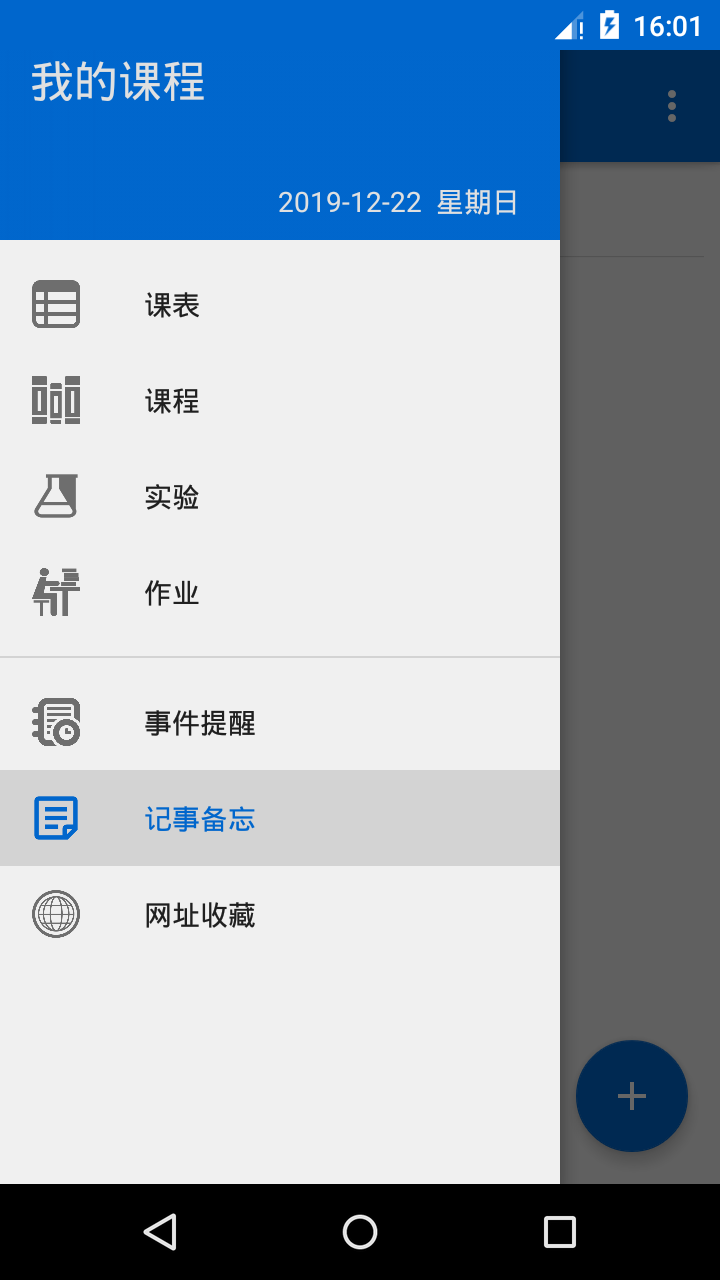 16:01
我的课程
2019-12-22 星期日
课表
课程
实验
作业
事件提醒
记事备忘
网址收藏